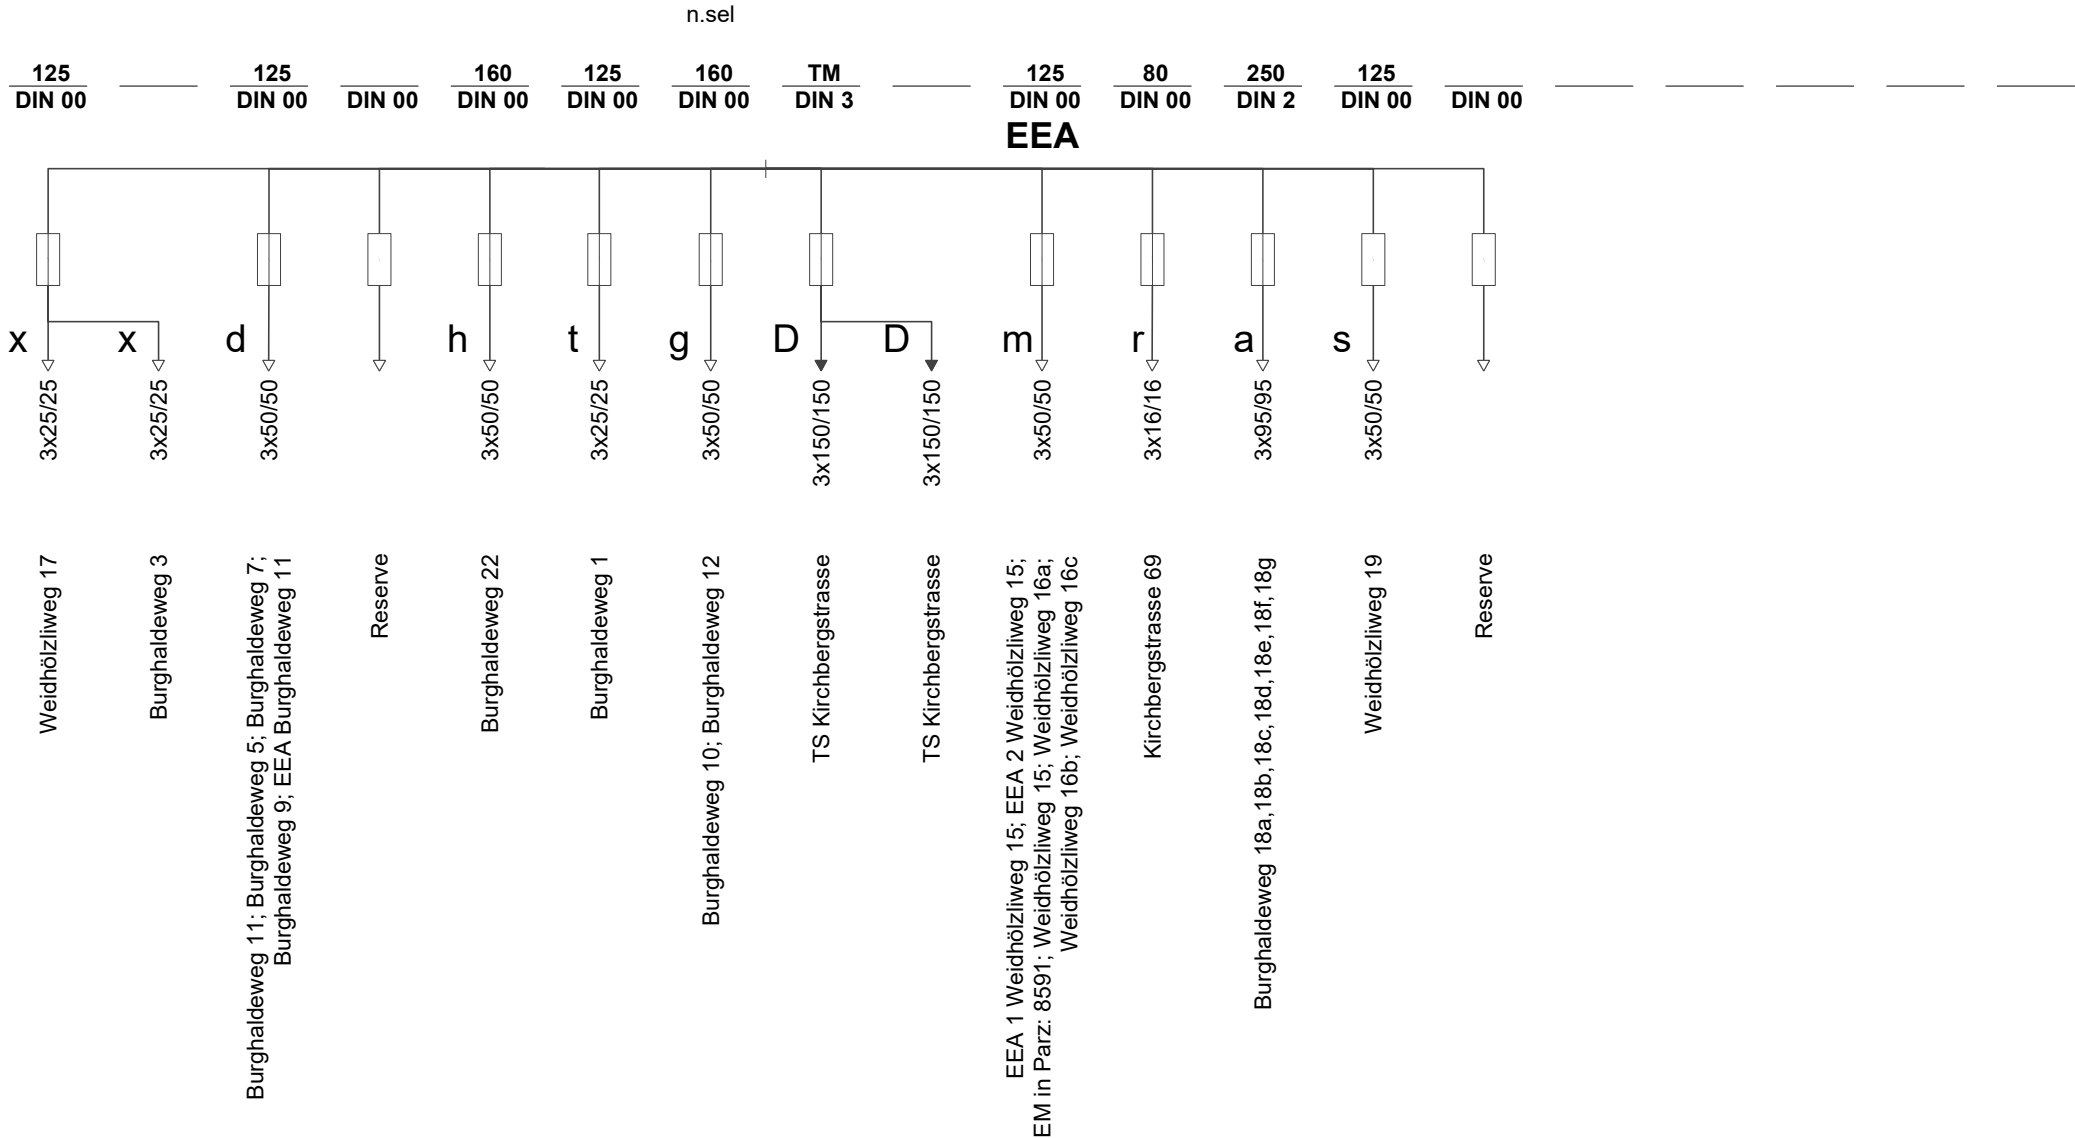 n.sel
125
DIN 00
125
DIN 00
DIN 00
160
DIN 00
125
DIN 00
160
DIN 00
TM
DIN 3
125
DIN 00
80
DIN 00
250
DIN 2
125
DIN 00
DIN 00
EEA
x
x
d
h
t
g
D
D
m
r
a
s
3x25/25
3x25/25
3x50/50
3x50/50
3x25/25
3x50/50
3x150/150
3x150/150
3x50/50
3x16/16
3x95/95
3x50/50
Weidhölzliweg 17
Burghaldeweg 3
Burghaldeweg 11; Burghaldeweg 5; Burghaldeweg 7;
Burghaldeweg 9; EEA Burghaldeweg 11
Reserve
Burghaldeweg 22
Burghaldeweg 1
Burghaldeweg 10; Burghaldeweg 12
TS Kirchbergstrasse
TS Kirchbergstrasse
EEA 1 Weidhölzliweg 15; EEA 2 Weidhölzliweg 15;
EM in Parz: 8591; Weidhölzliweg 15; Weidhölzliweg 16a;
Weidhölzliweg 16b; Weidhölzliweg 16c
Kirchbergstrasse 69
Burghaldeweg 18a,18b,18c,18d,18e,18f,18g
Weidhölzliweg 19
Reserve